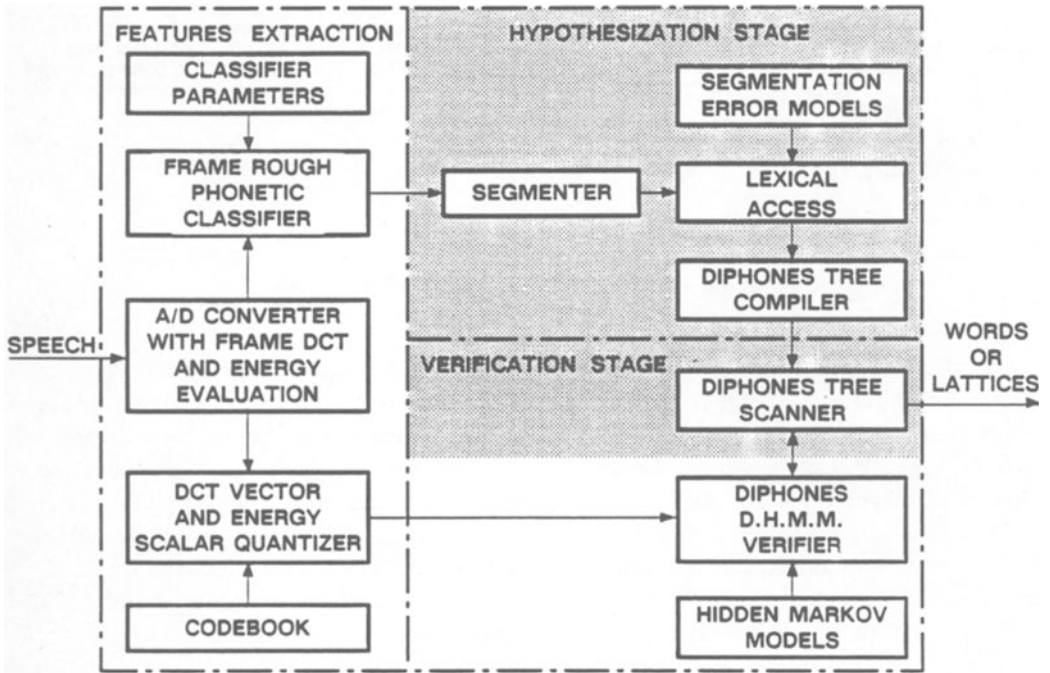 FEATURES EXTRACTION
CLASSIFIER
PARAMETERS
FRAME ROUGH
PHONETIC
CLASSIFIER
SPEECH
A/D CONVERTER
WITH FRAME DCT
AND ENERGY
EVALUATION
DCT VECTOR
AND ENERGY
SCALAR QUANTIZER
CODEBOOK
HYPOTHESIZATION STAGE
SEGMENTATION
ERROR MODELS
SEGMENTER
LEXICAL
ACCESS
DIPHONES TREE
COMPILER
VERIFICATION STAGE
DIPHONES TREE
SCANNER
WORDS
OR
LATTICES
DIPHONES
D.H.M.M.
VERIFIER
HIDDEN MARKOV
MODELS